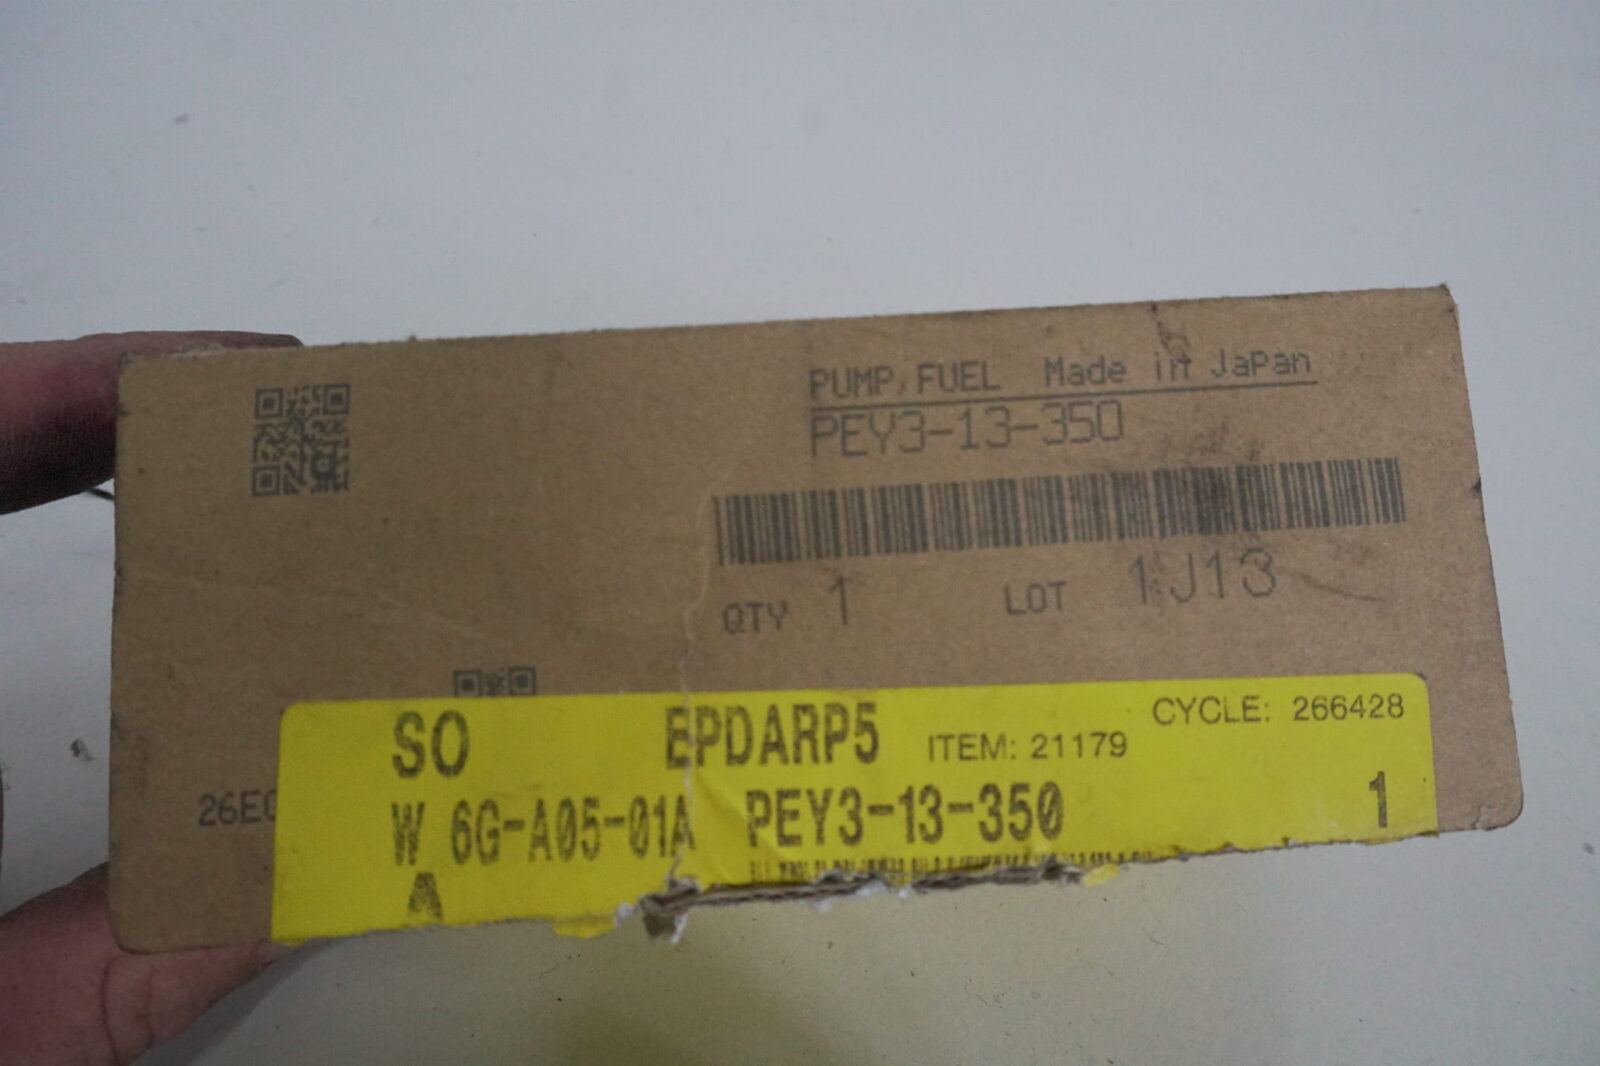 PUMP, FUEL Made in JaPan
PEY3-13-350
QTY 1 LOT 1J13
SO EPDARP5 ITEM: 21179 CYCLE: 266428
26E
W 6G-A05-01A PEY3-13-350 1
A